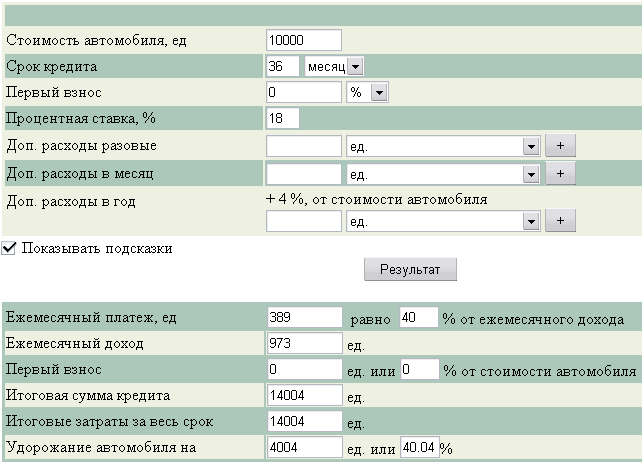 Стоимость автомобиля, ед 10000
Срок кредита 36 месяц
Первый взнос 0 %
Процентная ставка, % 18
Доп. расходы разовые ед. +
Доп. расходы в месяц ед. +
Доп. расходы в год + 4 %, от стоимости автомобиля
ед. +
Показывать подсказки
Результат
Ежемесячный платеж, ед 389 равно 40 % от ежемесячного дохода
Ежемесячный доход 973 ед.
Первый взнос 0 ед. или 0 % от стоимости автомобиля
Итоговая сумма кредита 14004 ед.
Итоговые затраты за весь срок 14004 ед.
Удорожание автомобиля на 4004 ед. или 40.04 %